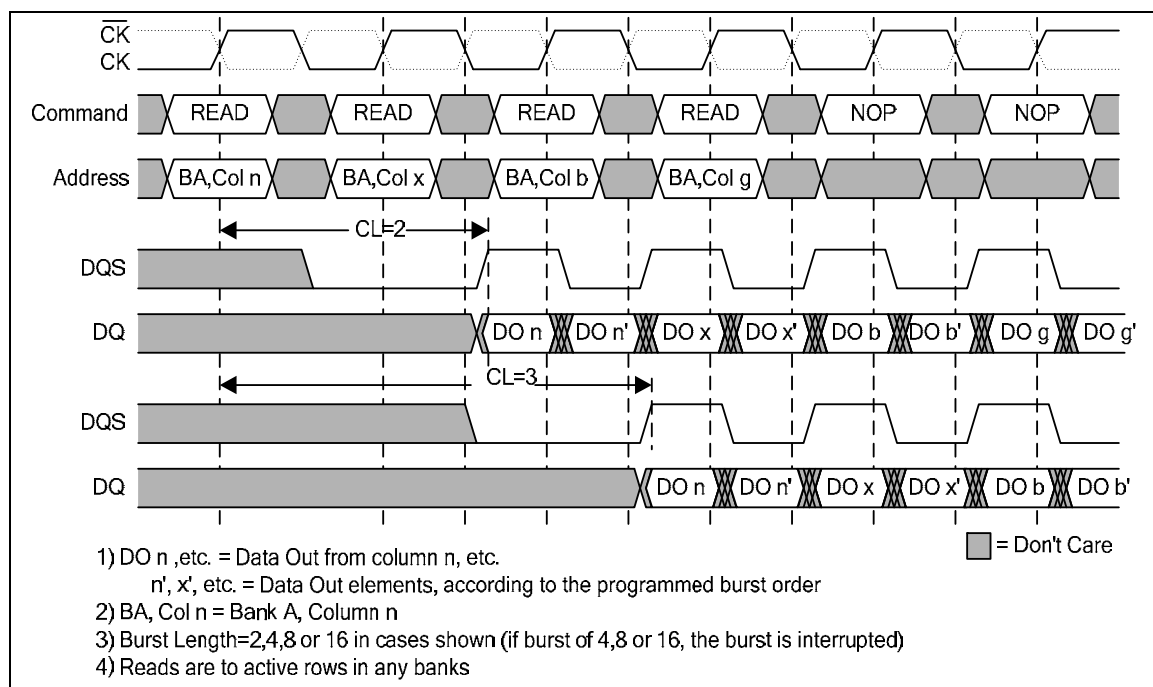 CK
CK
Command READ READ READ READ NOP NOP
Address BA,Col n BA,Col x BA,Col b BA,Col g
CL=2
DQS
DQ DO n DO n' DO x DO x' DO b DO b' DO g DO g'
CL=3
DQS
DQ DO n DO n' DO x DO x' DO b DO b'
= Don't Care
1) DO n ,etc. = Data Out from column n, etc.
n', x', etc. = Data Out elements, according to the programmed burst order
2) BA, Col n = Bank A, Column n
3) Burst Length=2,4,8 or 16 in cases shown (if burst of 4,8 or 16, the burst is interrupted)
4) Reads are to active rows in any banks